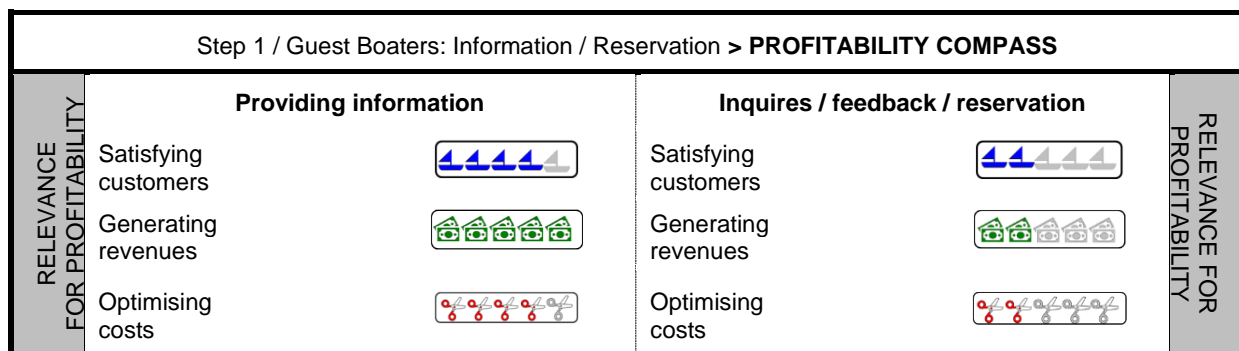 Step 1 / Guest Boaters: Information / Reservation > PROFITABILITY COMPASS
RELEVANCE
FOR PROFITABILITY
Providing information
Satisfying
customers
Generating
revenues
Optimising
costs
Inquires / feedback / reservation
Satisfying
customers
Generating
revenues
Optimising
costs
RELEVANCE FOR
PROFITABILITY